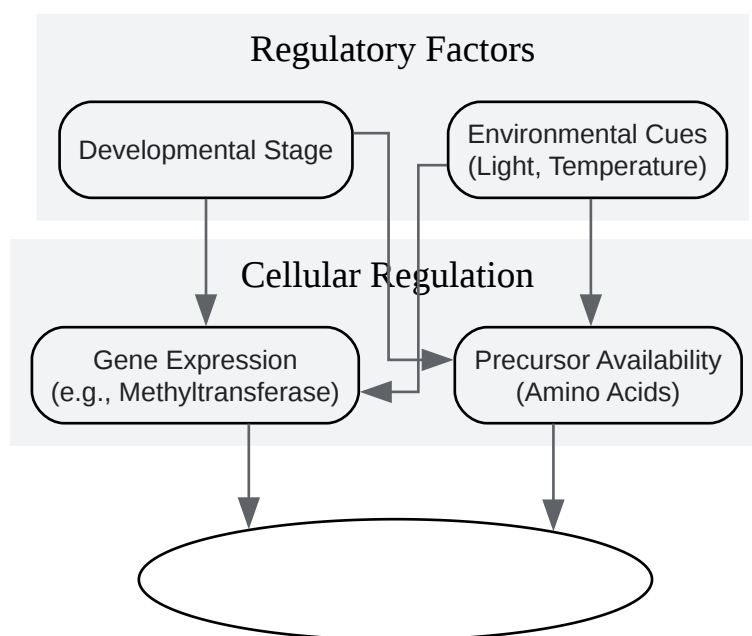 Regulatory Factors
Developmental Stage
Environmental Cues
(Light, Temperature)
Cellular Regulation
Gene Expression
(e.g., Methyltransferase)
Precursor Availability
(Amino Acids)